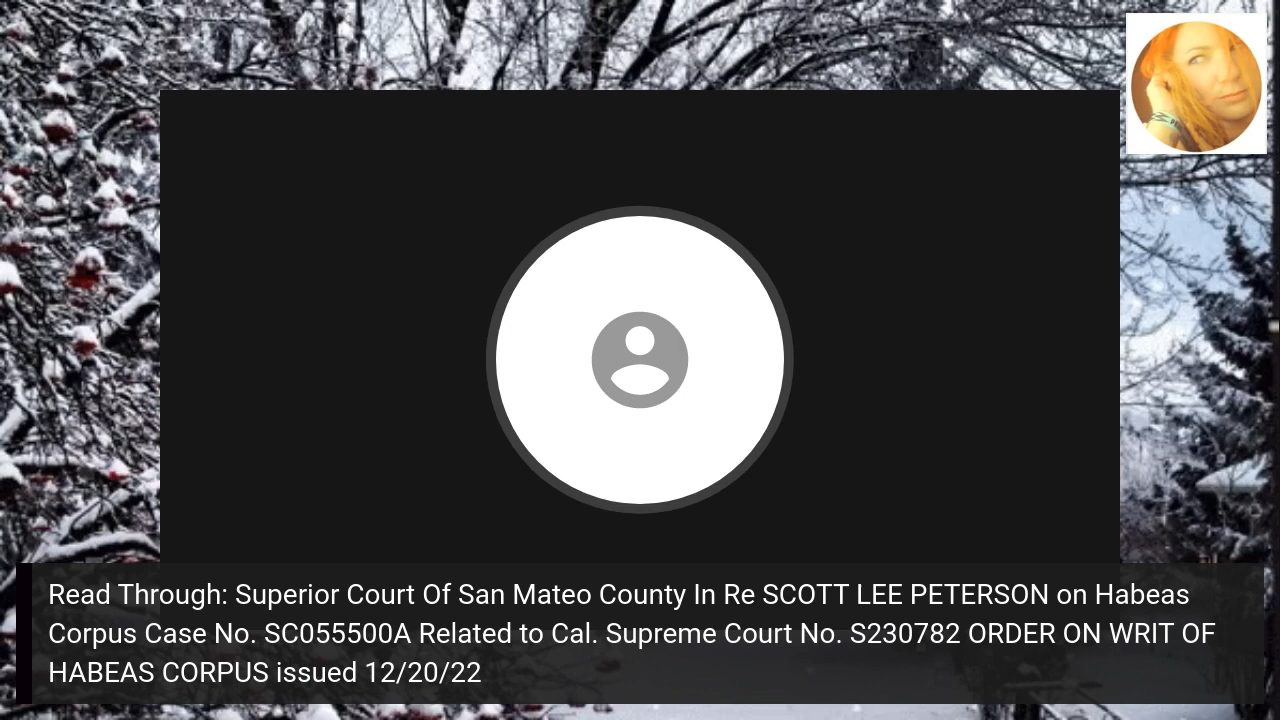 Read Through: Superior Court Of San Mateo County In Re SCOTT LEE PETERSON on Habeas
Corpus Case No. SC055500A Related to Cal. Supreme Court No. S230782 ORDER ON WRIT OF
HABEAS CORPUS issued 12/20/22